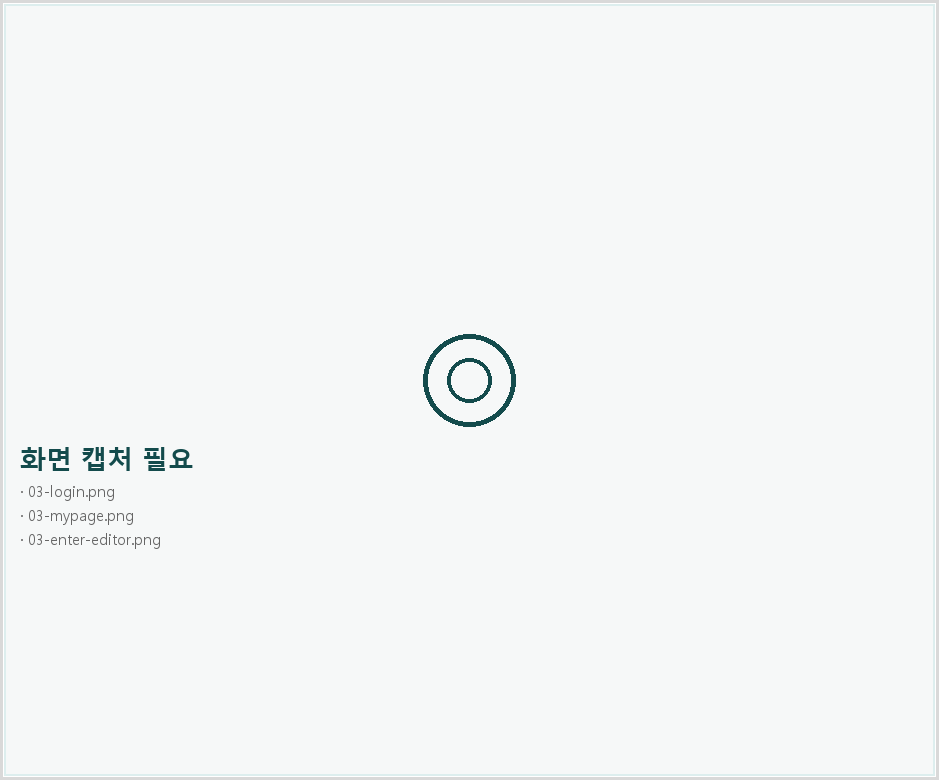 화면 캡처 필요
· 03-login.png
· 03-mypage.png
· 03-enter-editor.png